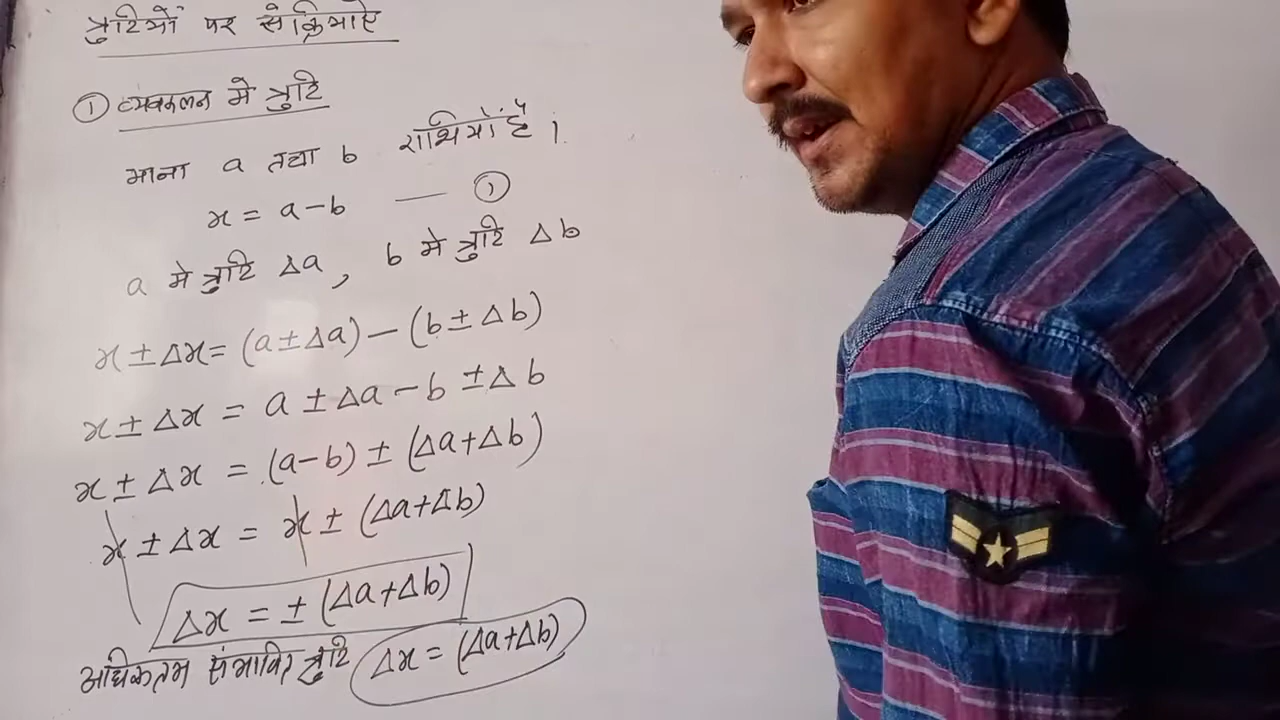 त्रुटियों पर संक्रियाऐ
① व्यवकलन मे त्रुटि
माना a तथा b राशियाँ है ।
x = a-b — ①
a मे त्रुटि Δa, b मे त्रुटि Δb
x ± Δx = (a±Δa) - (b±Δb)
x ± Δx = a ± Δa - b ± Δb
x ± Δx = (a-b) ± (Δa+Δb)
x ± Δx = x ± (Δa+Δb)
Δx = ± (Δa+Δb)
अधिकतम संभावित त्रुटि Δx = (Δa+Δb)